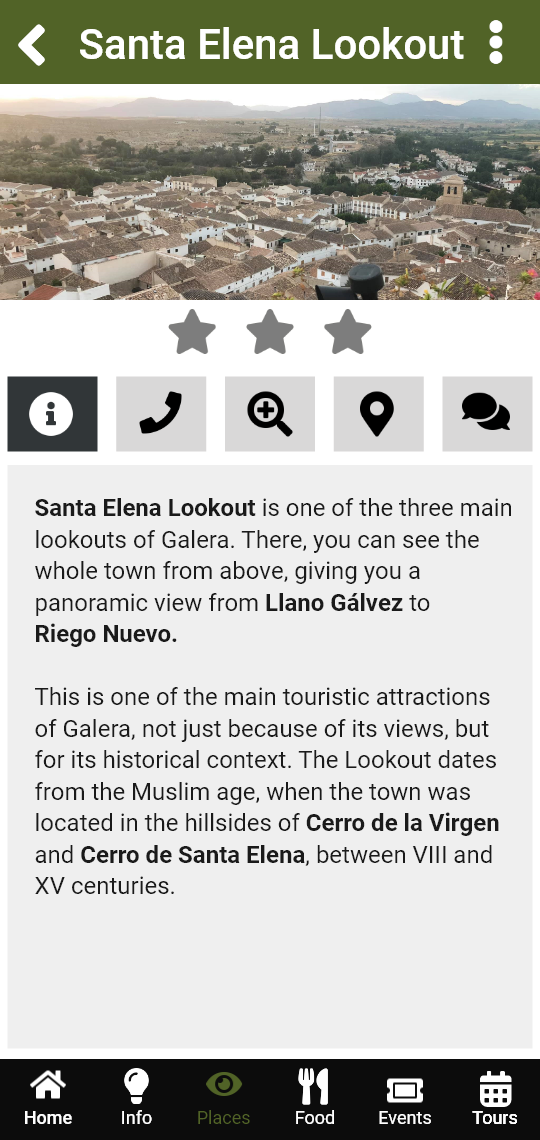 Santa Elena Lookout
Santa Elena Lookout is one of the three main
lookouts of Galera. There, you can see the
whole town from above, giving you a
panoramic view from Llano Gálvez to
Riego Nuevo.
This is one of the main touristic attractions
of Galera, not just because of its views, but
for its historical context. The Lookout dates
from the Muslim age, when the town was
located in the hillsides of Cerro de la Virgen
and Cerro de Santa Elena, between VIII and
XV centuries.
Home Info Places Food Events Tours